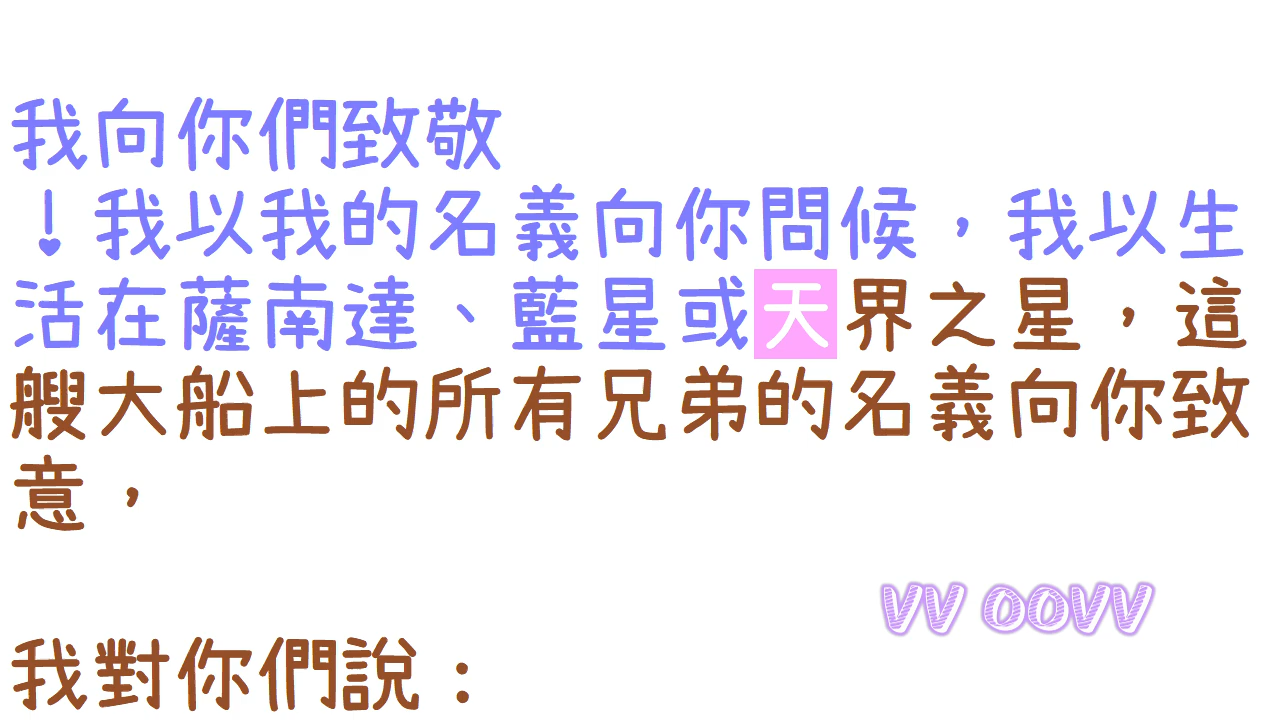 我向你們致敬
！我以我的名義向你問候，我以生
活在薩南達、藍星或天界之星，這
艘大船上的所有兄弟的名義向你致
意，
VV OOVV
我對你們說：